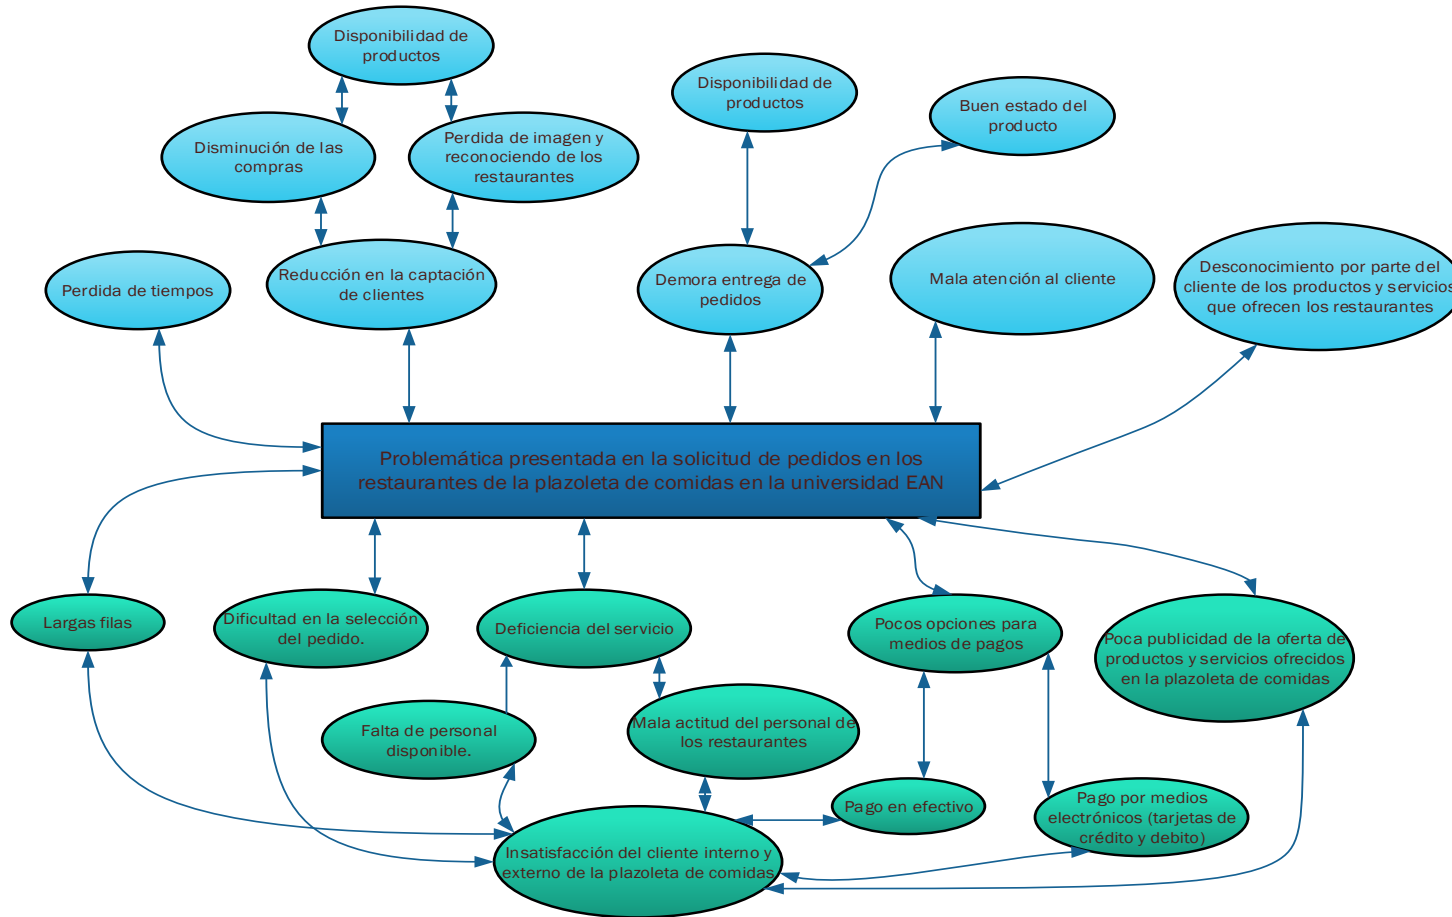 Disponibilidad de
productos
Disminución de las
compras
Perdida de imagen y
reconociendo de los
restaurantes
Disponibilidad de
productos
Buen estado del
producto
Perdida de tiempos
Reducción en la captación
de clientes
Demora entrega de
pedidos
Mala atención al cliente
Desconocimiento por parte del
cliente de los productos y servicios
que ofrecen los restaurantes
Problemática presentada en la solicitud de pedidos en los
restaurantes de la plazoleta de comidas en la universidad EAN
Largas filas
Dificultad en la selección
del pedido.
Deficiencia del servicio
Pocos opciones para
medios de pagos
Poca publicidad de la oferta de
productos y servicios ofrecidos
en la plazoleta de comidas
Falta de personal
disponible.
Mala actitud del personal de
los restaurantes
Pago en efectivo
Pago por medios
electrónicos (tarjetas de
crédito y debito)
Insatisfacción del cliente interno y
externo de la plazoleta de comidas